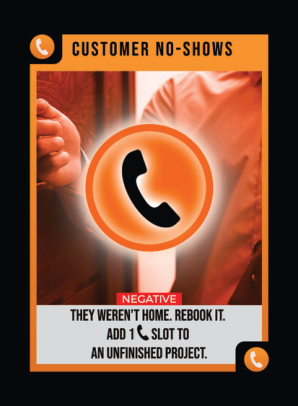 CUSTOMER NO-SHOWS
NEGATIVE
THEY WEREN'T HOME. REBOOK IT.
ADD 1 SLOT TO
AN UNFINISHED PROJECT.